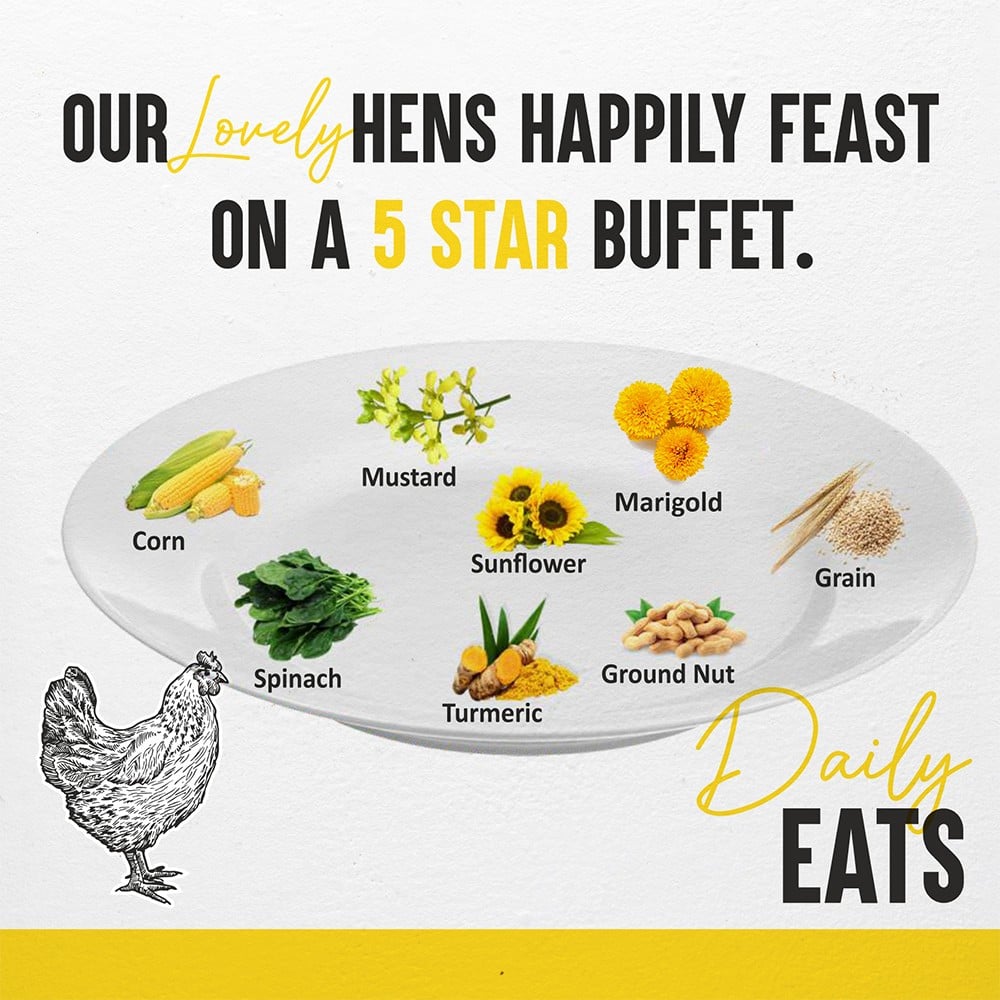 OUR Lovely HENS HAPPILY FEAST
ON A 5 STAR BUFFET.
Mustard
Marigold
Corn
Sunflower
Grain
Spinach
Ground Nut
Turmeric
Daily
EATS